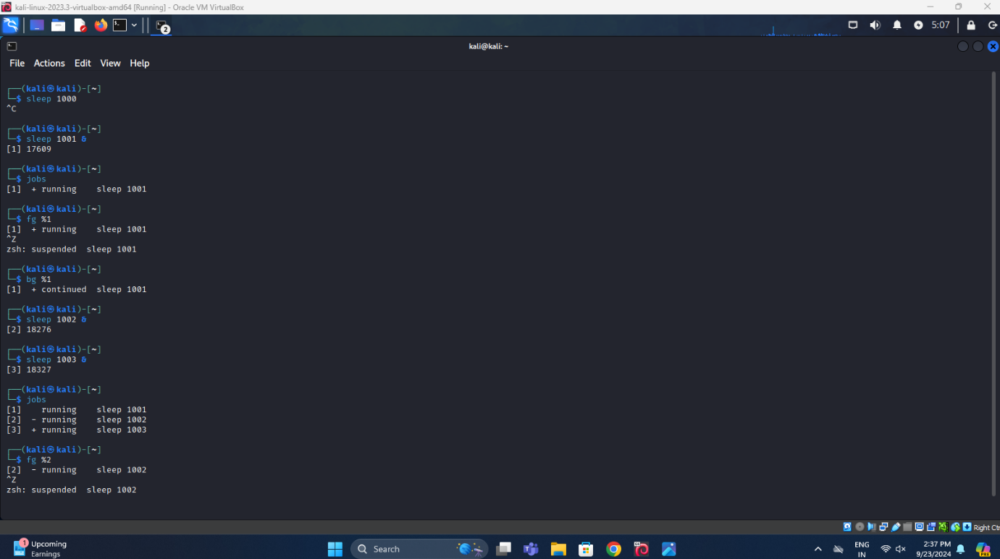 kali-linux-2023.3-virtualbox-amd64 [Running] - Oracle VM VirtualBox
2
5:07
kali@kali: ~
File Actions Edit View Help
┌──(kali㉿kali)-[~]
└─$ sleep 1000
^C
┌──(kali㉿kali)-[~]
└─$ sleep 1001 &
[1] 17609
┌──(kali㉿kali)-[~]
└─$ jobs
[1]  + running    sleep 1001
┌──(kali㉿kali)-[~]
└─$ fg %1
[1]  + running    sleep 1001
^Z
zsh: suspended  sleep 1001
┌──(kali㉿kali)-[~]
└─$ bg %1
[1]  + continued  sleep 1001
┌──(kali㉿kali)-[~]
└─$ sleep 1002 &
[2] 18276
┌──(kali㉿kali)-[~]
└─$ sleep 1003 &
[3] 18327
┌──(kali㉿kali)-[~]
└─$ jobs
[1]    running    sleep 1001
[2]  - running    sleep 1002
[3]  + running    sleep 1003
┌──(kali㉿kali)-[~]
└─$ fg %2
[2]  - running    sleep 1002
^Z
zsh: suspended  sleep 1002
Right Ctr
1
Upcoming
Earnings
Search
ENG
IN
2:37 PM
9/23/2024
PRE